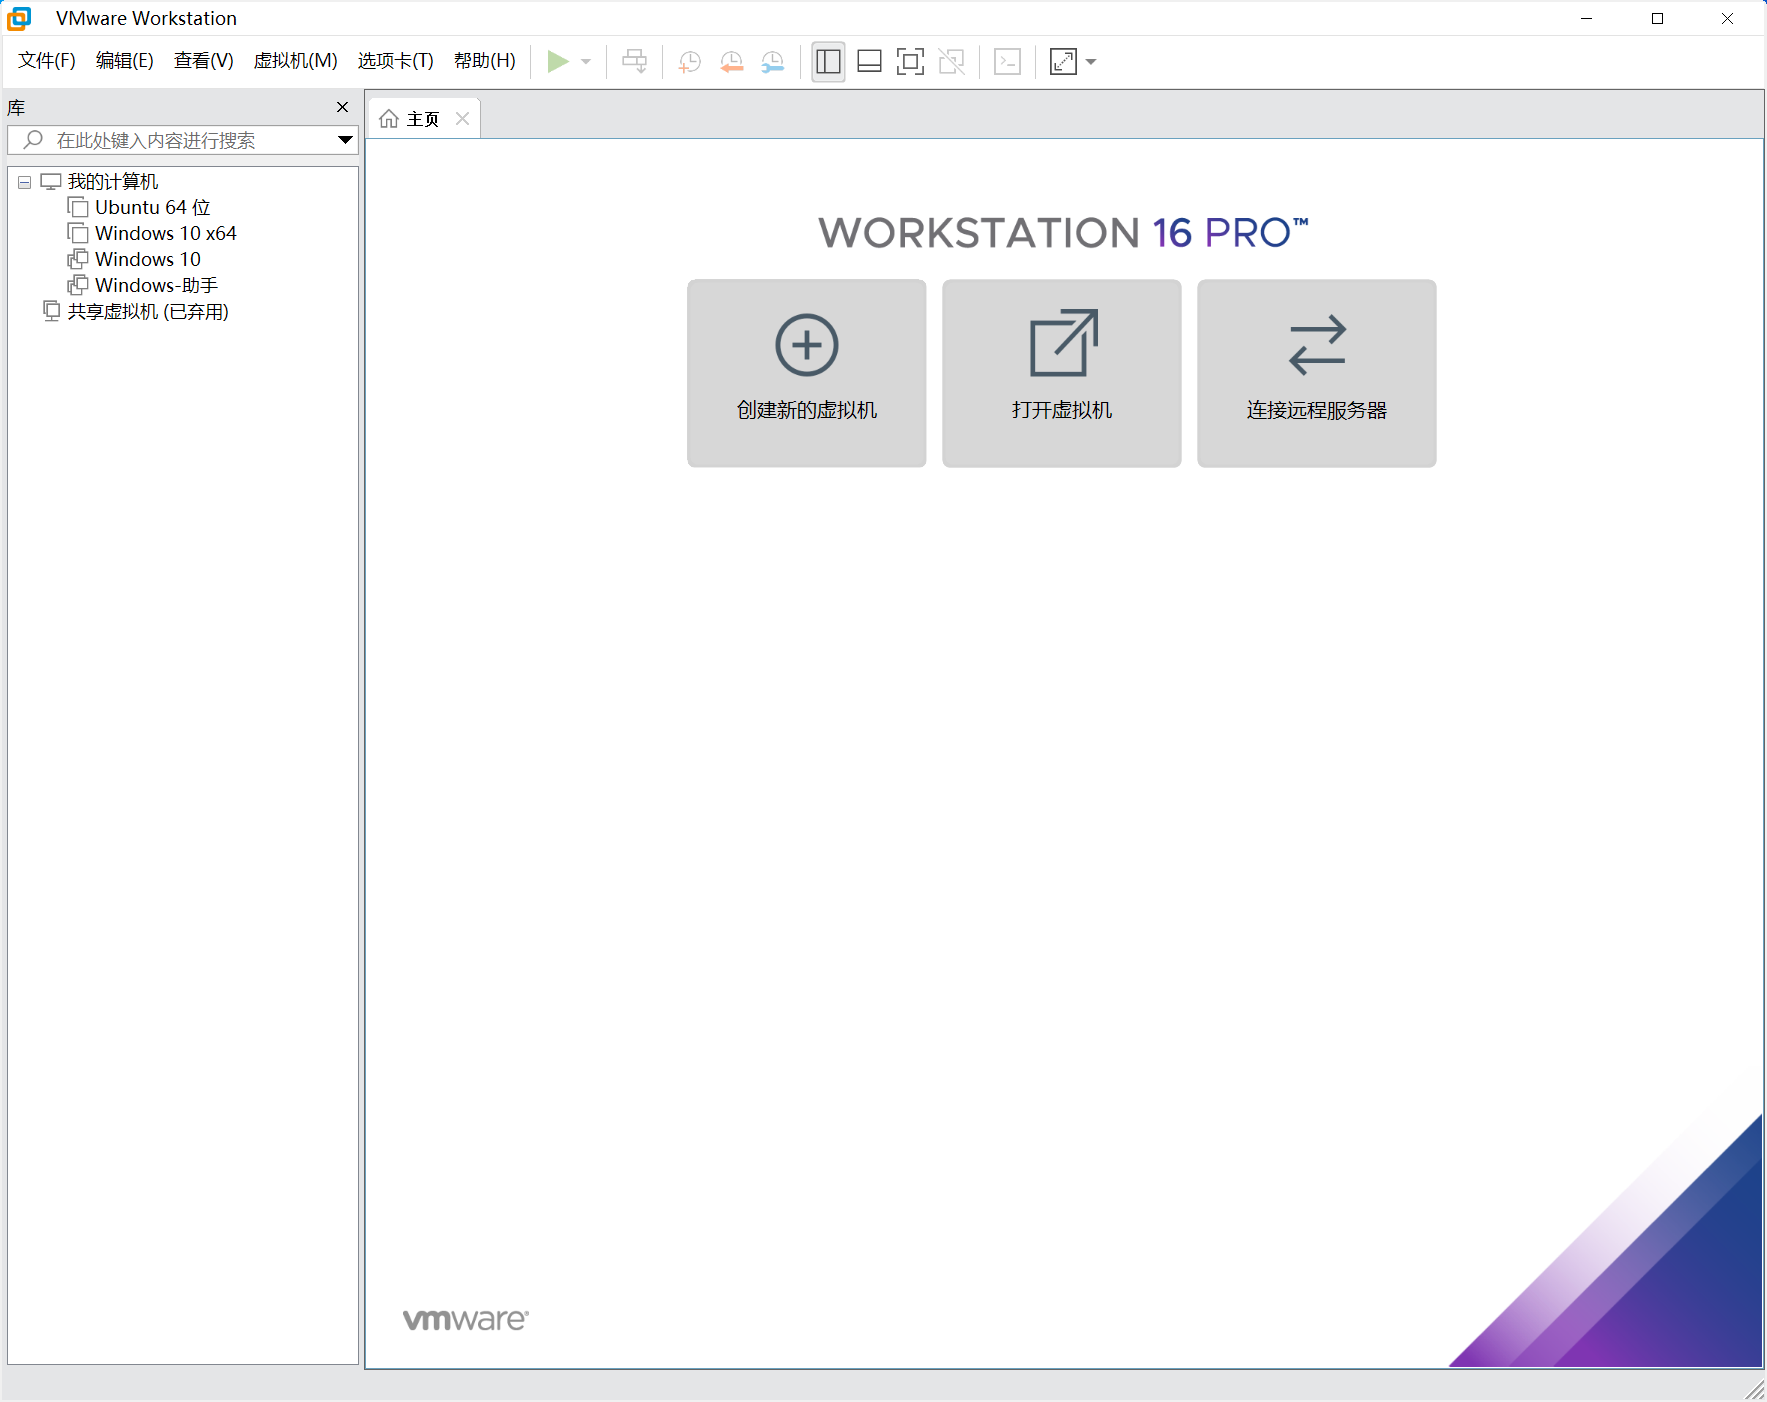 VMware Workstation
文件(F) 编辑(E) 查看(V) 虚拟机(M) 选项卡(T) 帮助(H)
库
在此处键入内容进行搜索
我的计算机
Ubuntu 64 位
Windows 10 x64
Windows 10
Windows-助手
共享虚拟机 (已弃用)
主页
WORKSTATION 16 PRO™
创建新的虚拟机
打开虚拟机
连接远程服务器
vmware®